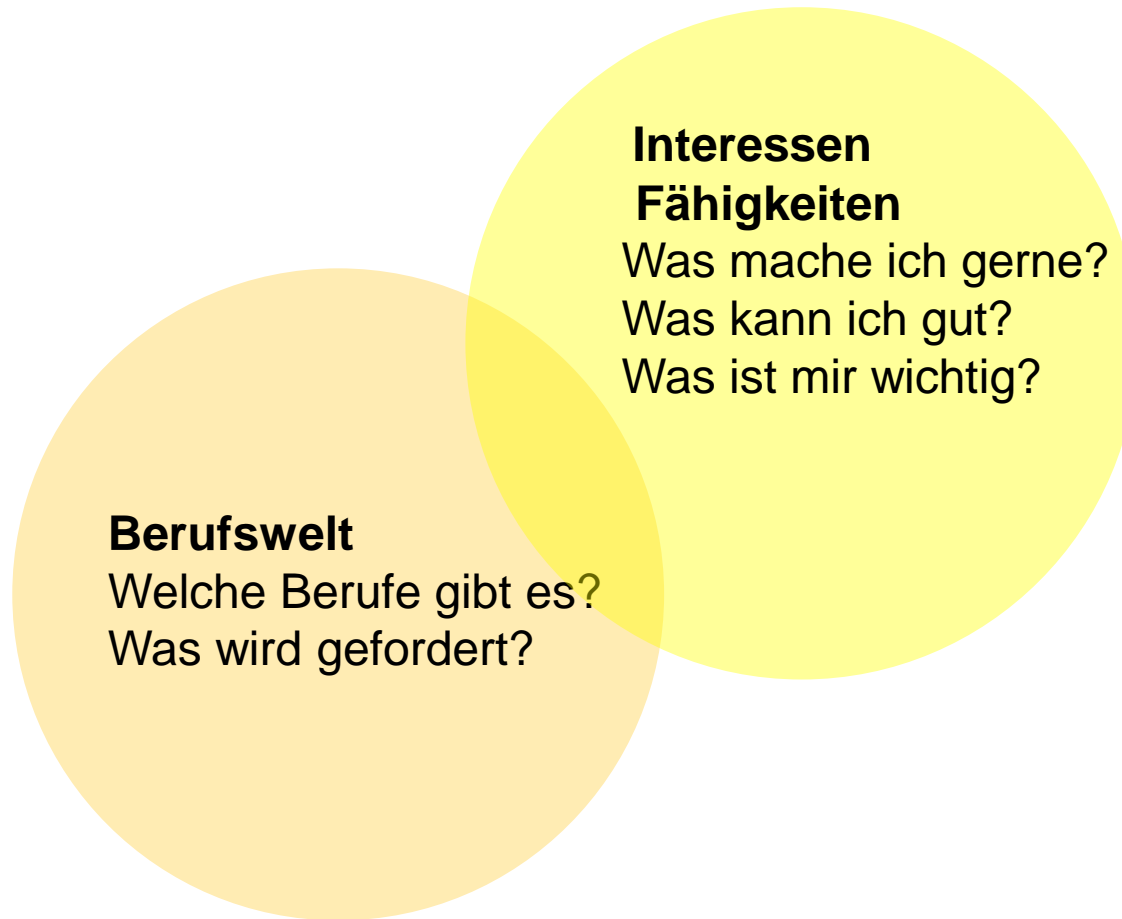 Interessen
Fähigkeiten
Was mache ich gerne?
Was kann ich gut?
Was ist mir wichtig?
Berufswelt
Welche Berufe gibt es?
Was wird gefordert?